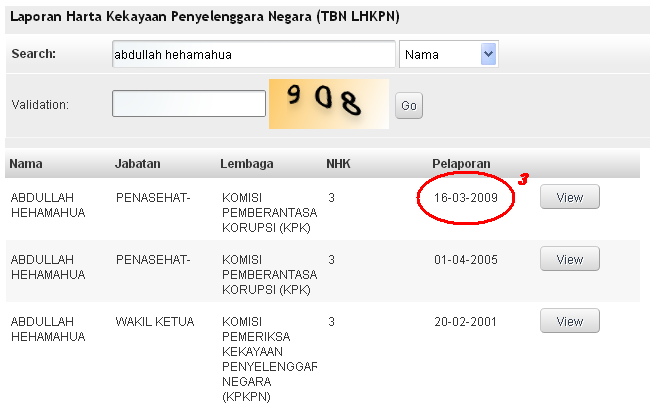 Laporan Harta Kekayaan Penyelenggara Negara (TBN LHKPN)
Search: abdullah hehamahua Nama
Validation: 908 Go
Nama Jabatan Lembaga NHK Pelaporan
3
ABDULLAH PENASEHAT- KOMISI 3 16-03-2009 View
HEHAMAHUA PEMBERANTASA
KORUPSI (KPK)
ABDULLAH PENASEHAT- KOMISI 3 01-04-2005 View
HEHAMAHUA PEMBERANTASA
KORUPSI (KPK)
ABDULLAH WAKIL KETUA KOMISI 3 20-02-2001 View
HEHAMAHUA PEMERIKSA
KEKAYAAN
PENYELENGGAR
NEGARA
(KPKPN)